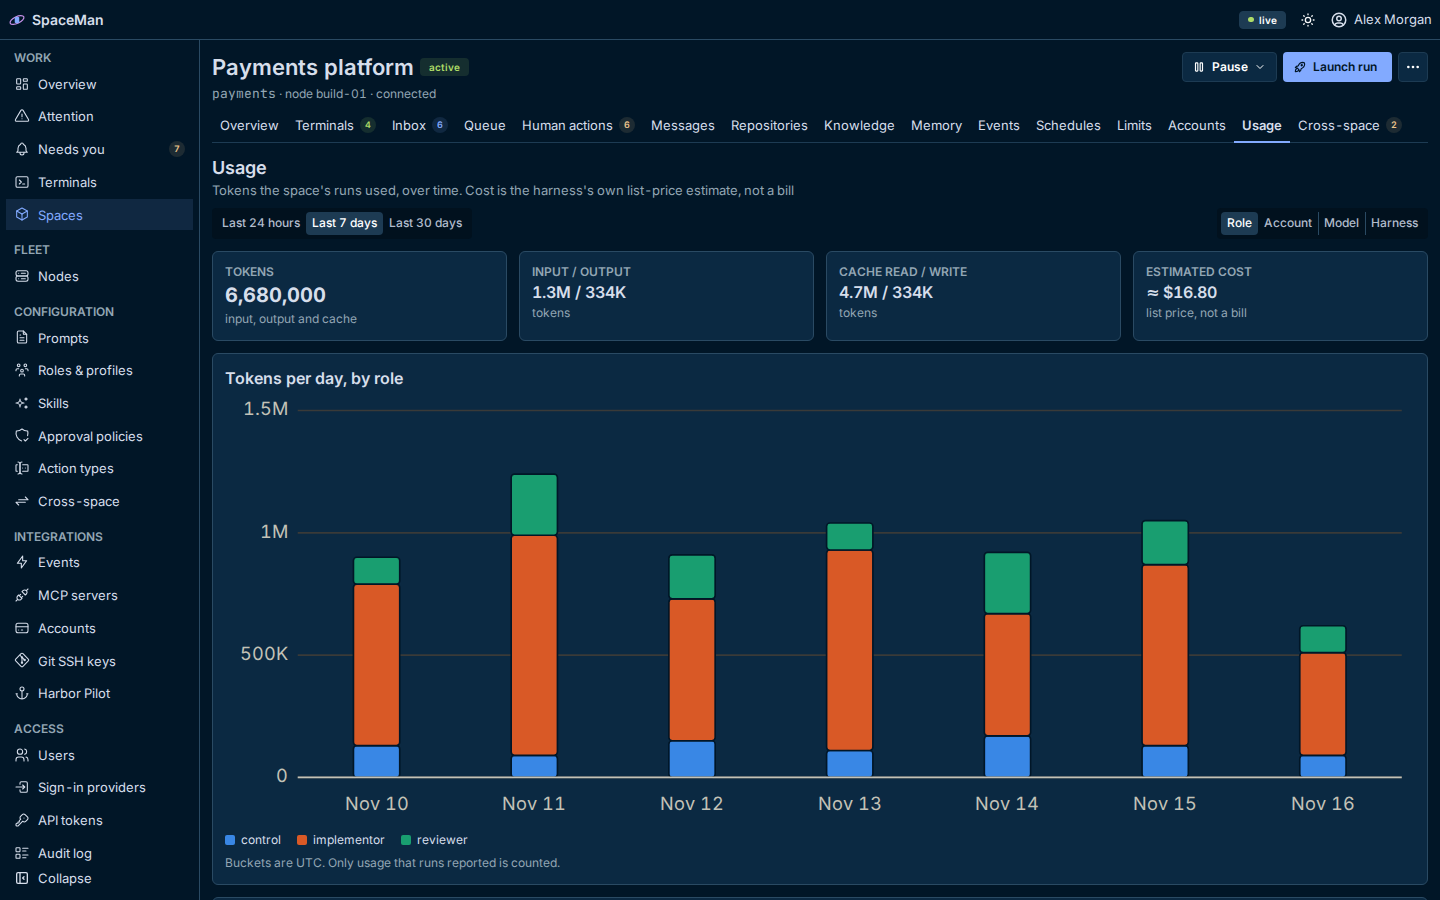 SpaceMan
live
Alex Morgan
WORK
Overview
Attention
Needs you 7
Terminals
Spaces
FLEET
Nodes
CONFIGURATION
Prompts
Roles & profiles
Skills
Approval policies
Action types
Cross-space
INTEGRATIONS
Events
MCP servers
Accounts
Git SSH keys
Harbor Pilot
ACCESS
Users
Sign-in providers
API tokens
Audit log
Collapse
Payments platform active
Pause
Launch run
payments · node build-01 · connected
Overview Terminals 4 Inbox 6 Queue Human actions 6 Messages Repositories Knowledge Memory Events Schedules Limits Accounts Usage Cross-space 2
Usage
Tokens the space's runs used, over time. Cost is the harness's own list-price estimate, not a bill
Last 24 hours Last 7 days Last 30 days
Role Account Model Harness
TOKENS
6,680,000
input, output and cache
INPUT / OUTPUT
1.3M / 334K
tokens
CACHE READ / WRITE
4.7M / 334K
tokens
ESTIMATED COST
≈ $16.80
list price, not a bill
Tokens per day, by role
1.5M
1M
500K
0
Nov 10 Nov 11 Nov 12 Nov 13 Nov 14 Nov 15 Nov 16
control implementor reviewer
Buckets are UTC. Only usage that runs reported is counted.